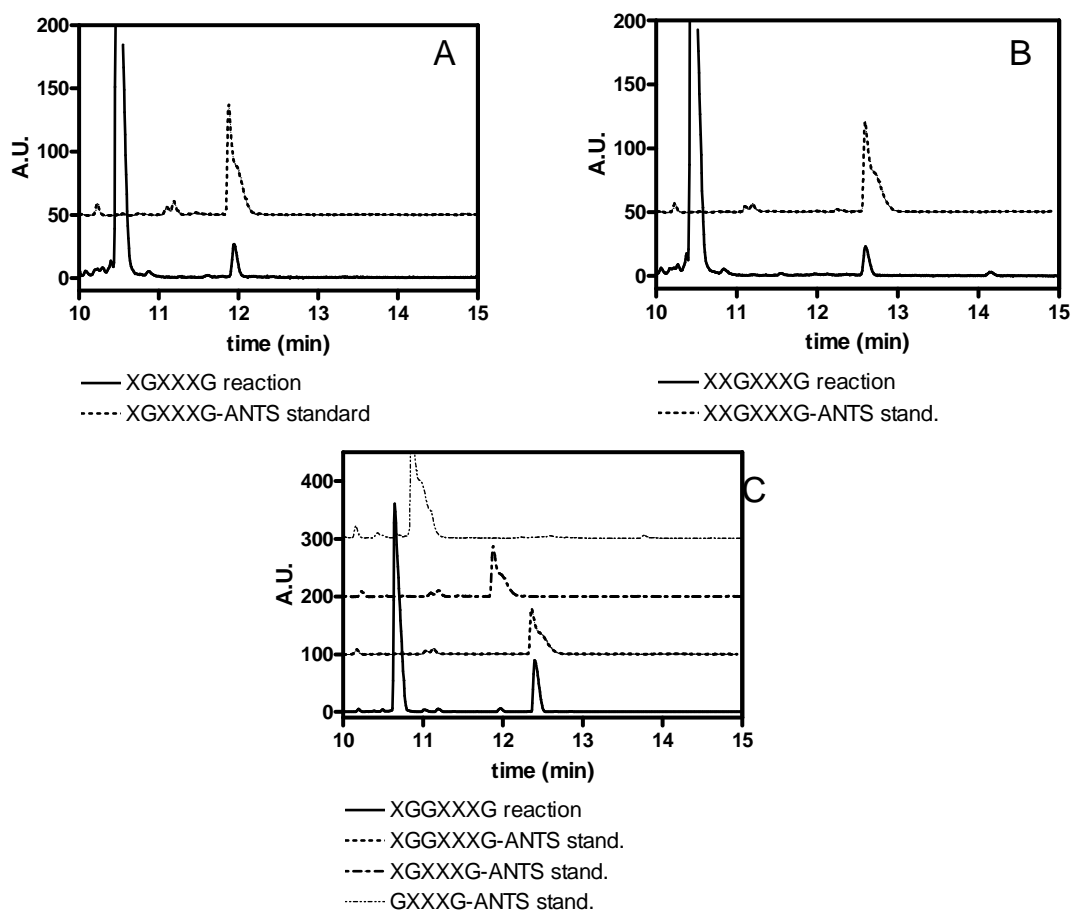 A
200
150
100
50
0
A.U.
10 11 12 13 14 15
time (min)
XGXXXG reaction
XGXXXG-ANTS standard
B
200
150
100
50
0
A.U.
10 11 12 13 14 15
time (min)
XXGXXXG reaction
XXGXXXG-ANTS stand.
C
400
300
200
100
0
A.U.
10 11 12 13 14 15
time (min)
XGGXXXG reaction
XGGXXXG-ANTS stand.
XGXXXG-ANTS stand.
GXXXG-ANTS stand.